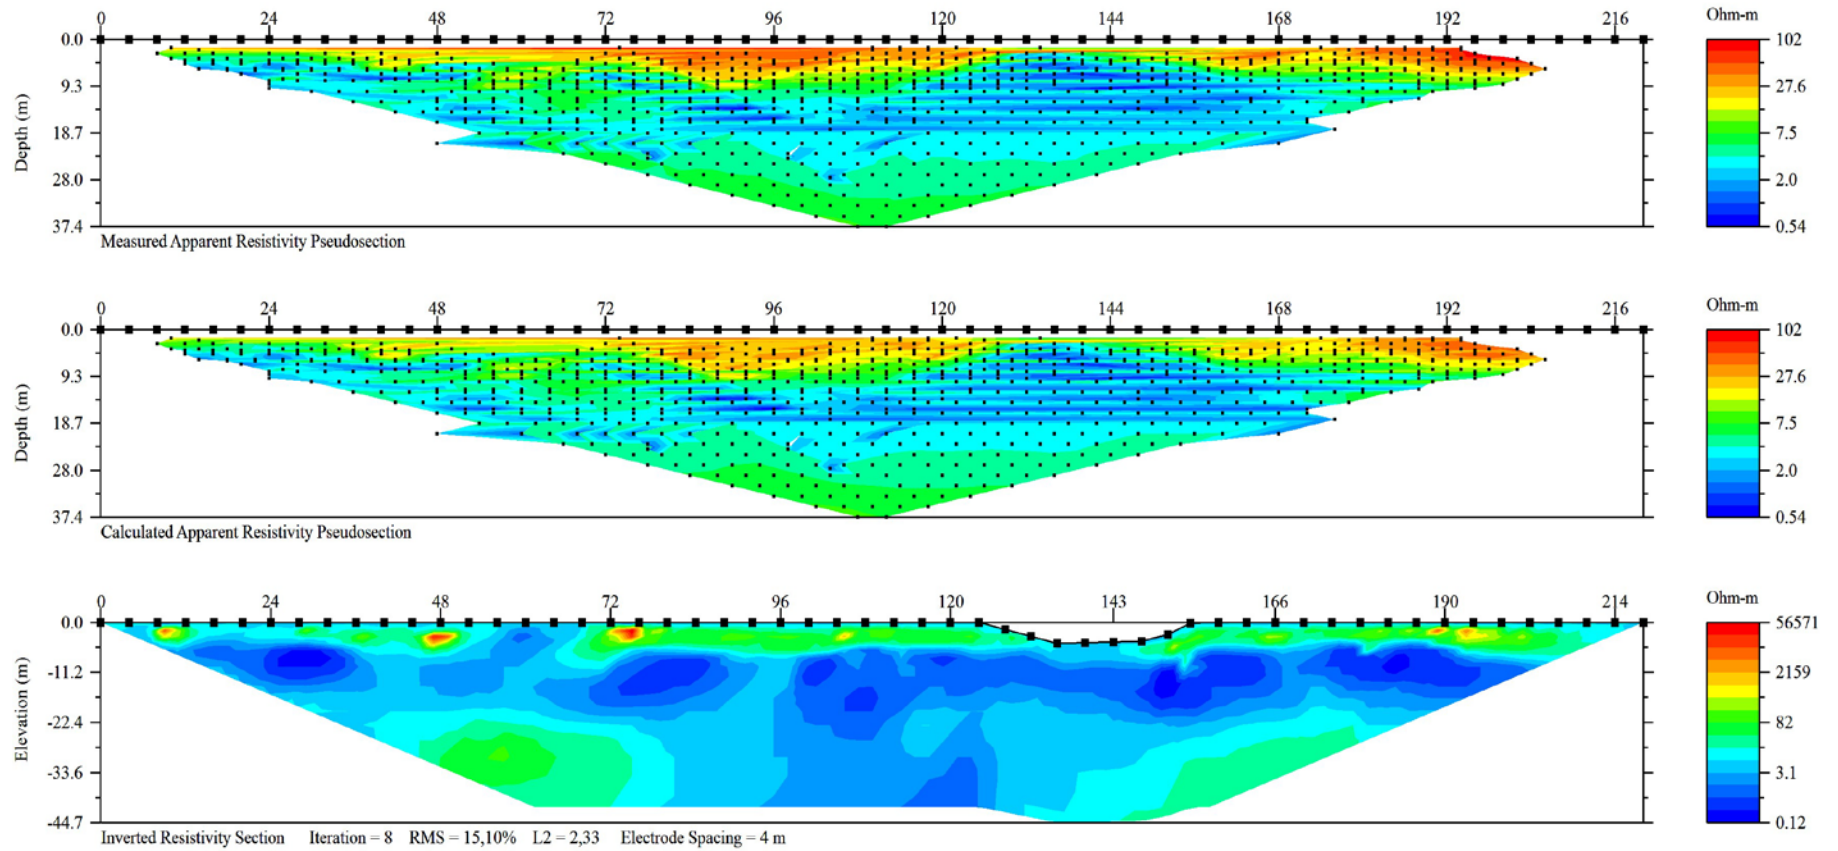 0 24 48 72 96 120 144 168 192 216
Ohm-m
0.0
9.3
18.7
28.0
37.4
Depth (m)
102
27.6
7.5
2.0
0.54
Measured Apparent Resistivity Pseudosection
0 24 48 72 96 120 144 168 192 216
Ohm-m
0.0
9.3
18.7
28.0
37.4
Depth (m)
102
27.6
7.5
2.0
0.54
Calculated Apparent Resistivity Pseudosection
0 24 48 72 96 120 143 166 190 214
Ohm-m
0.0
-11.2
-22.4
-33.6
-44.7
Elevation (m)
56571
2159
82
3.1
0.12
Inverted Resistivity Section Iteration = 8 RMS = 15,10% L2 = 2,33 Electrode Spacing = 4 m